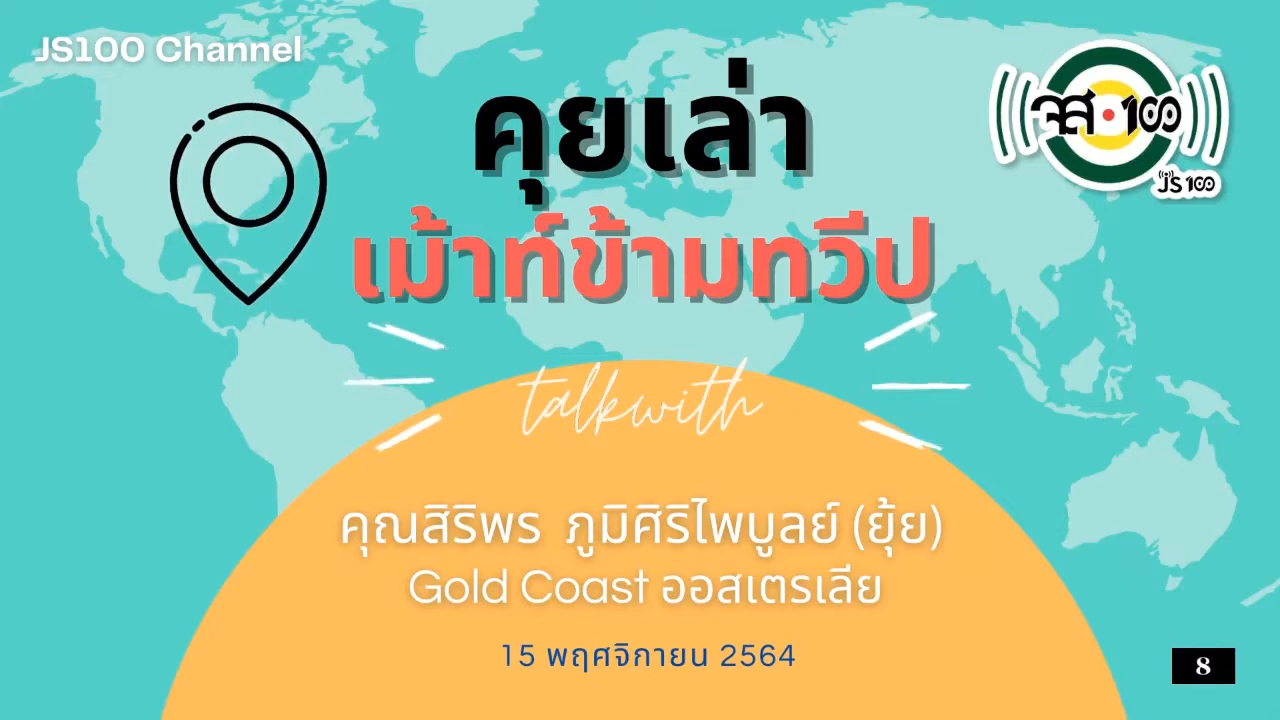 JS100 Channel
จส.100
JS100
คุยเล่า
เม้าท์ข้ามทวีป
talkwith
คุณสิริพร ภูมิศิริไพบูลย์ (ยุ้ย)
Gold Coast ออสเตรเลีย
15 พฤศจิกายน 2564
8